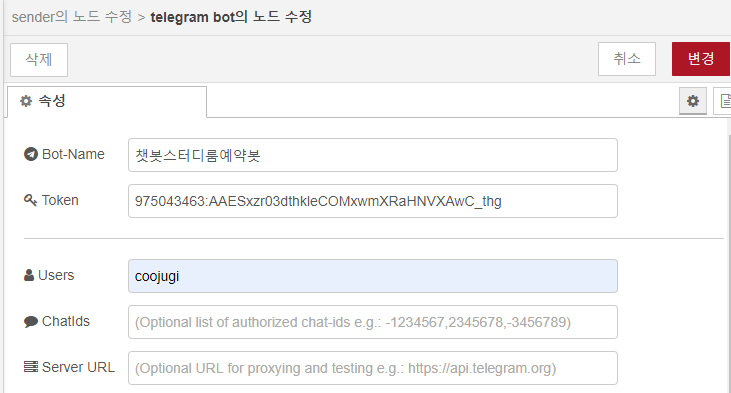 sender의 노드 수정 > telegram bot의 노드 수정
삭제 취소 변경
속성
Bot-Name 챗봇스터디룸예약봇
Token 975043463:AAESxzr03dthkleCOMxwmXRaHNVXAwC_thg
Users coojugi
ChatIds (Optional list of authorized chat-ids e.g.: -1234567,2345678,-3456789)
Server URL (Optional URL for proxying and testing e.g.: https://api.telegram.org)